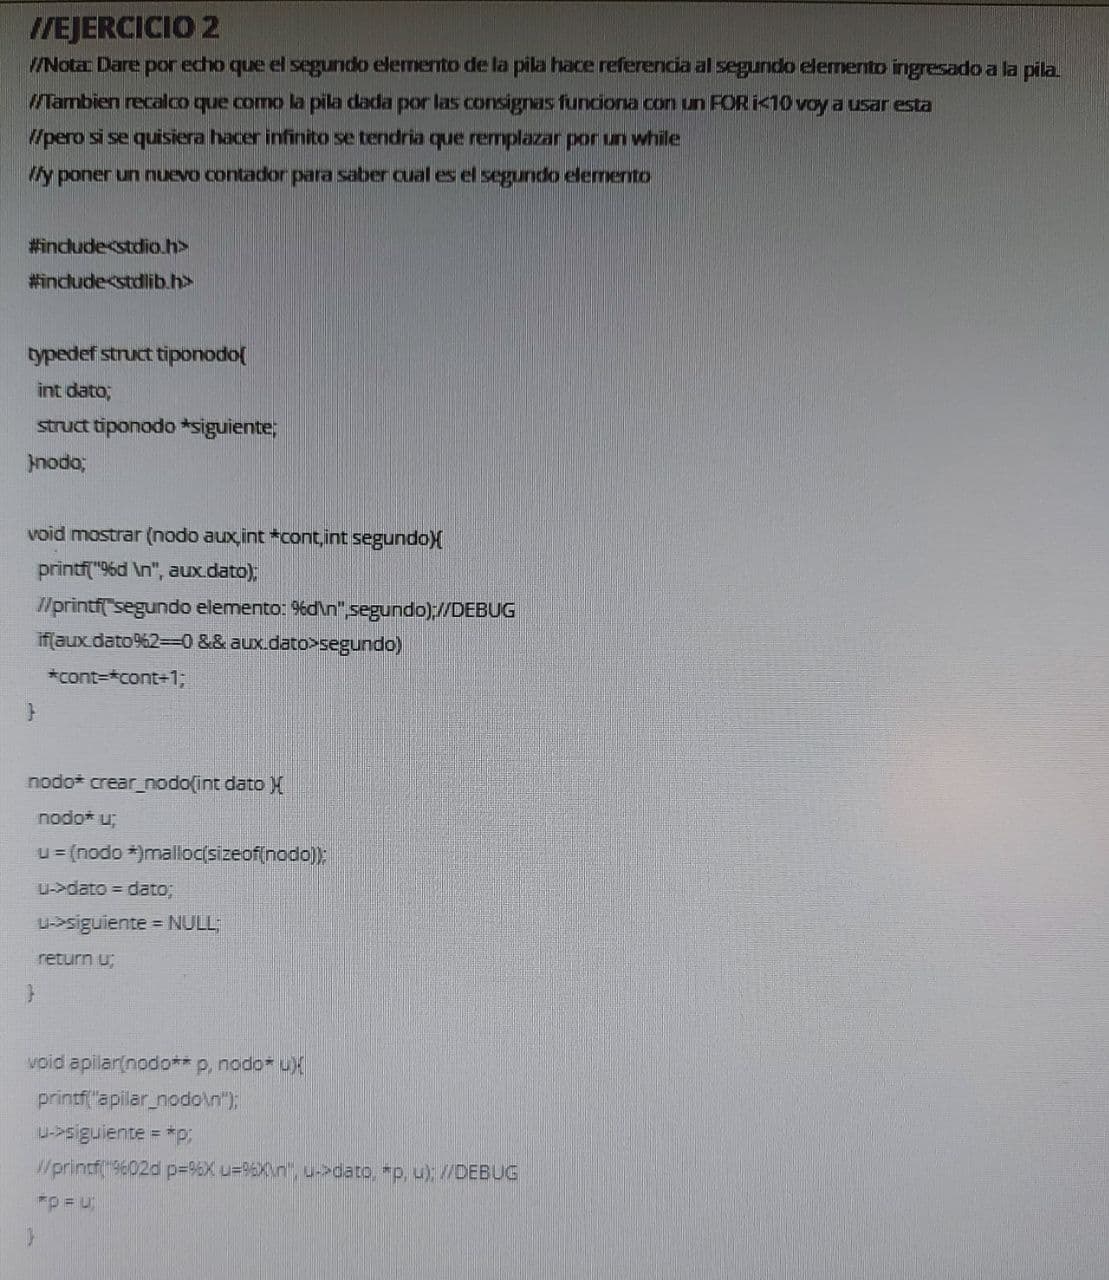 //EJERCICIO 2
//Nota: Dare por echo que el segundo elemento de la pila hace referencia al segundo elemento ingresado a la pila.
//Tambien recalco que como la pila dada por las consignas funciona con un FOR i<10 voy a usar esta
//pero si se quisiera hacer infinito se tendria que remplazar por un while
//y poner un nuevo contador para saber cual es el segundo elemento
#include<stdio.h>
#include<stdlib.h>
typedef struct tiponodo{
int dato;
struct tiponodo *siguiente;
}nodo;
void mostrar (nodo aux,int *cont,int segundo){
printf("%d \n", aux.dato);
//printf("segundo elemento: %d\n",segundo);//DEBUG
if(aux.dato%2==0 && aux.dato>segundo)
*cont=*cont+1;
}
nodo* crear_nodo(int dato ){
nodo* u;
u = (nodo *)malloc(sizeof(nodo));
u->dato = dato;
u->siguiente = NULL;
return u;
}
void apilar(nodo** p, nodo* u){
printf("apilar_nodo\n");
u->siguiente = *p;
//printf("%02d p=%X u=%X\n", u->dato, *p, u); //DEBUG
*p = u;
}